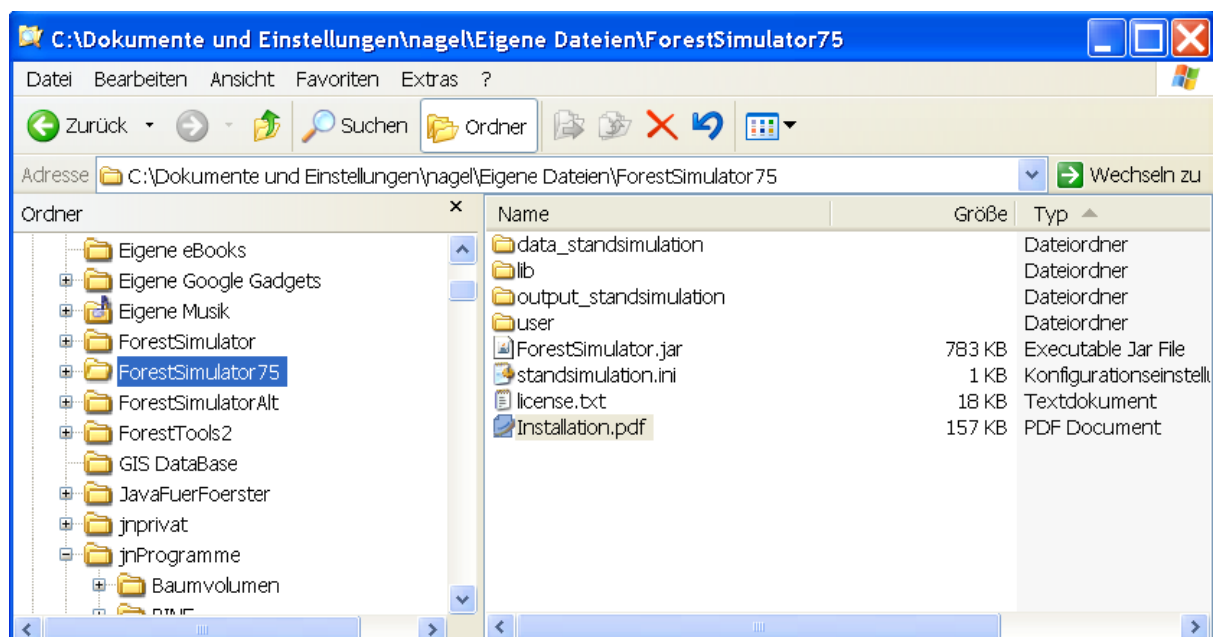 C:\Dokumente und Einstellungen\nagel\Eigene Dateien\ForestSimulator75
Datei Bearbeiten Ansicht Favoriten Extras ?
Zurück Suchen Ordner
Adresse C:\Dokumente und Einstellungen\nagel\Eigene Dateien\ForestSimulator75 Wechseln zu
Ordner x
Eigene eBooks
Eigene Google Gadgets
Eigene Musik
ForestSimulator
ForestSimulator75
ForestSimulatorAlt
ForestTools2
GIS DataBase
JavaFuerFoerster
jnprivat
jnProgramme
Baumvolumen
Name Größe Typ
data_standsimulation Dateiordner
lib Dateiordner
output_standsimulation Dateiordner
user Dateiordner
ForestSimulator.jar 783 KB Executable Jar File
standsimulation.ini 1 KB Konfigurationseinstell
license.txt 18 KB Textdokument
Installation.pdf 157 KB PDF Document